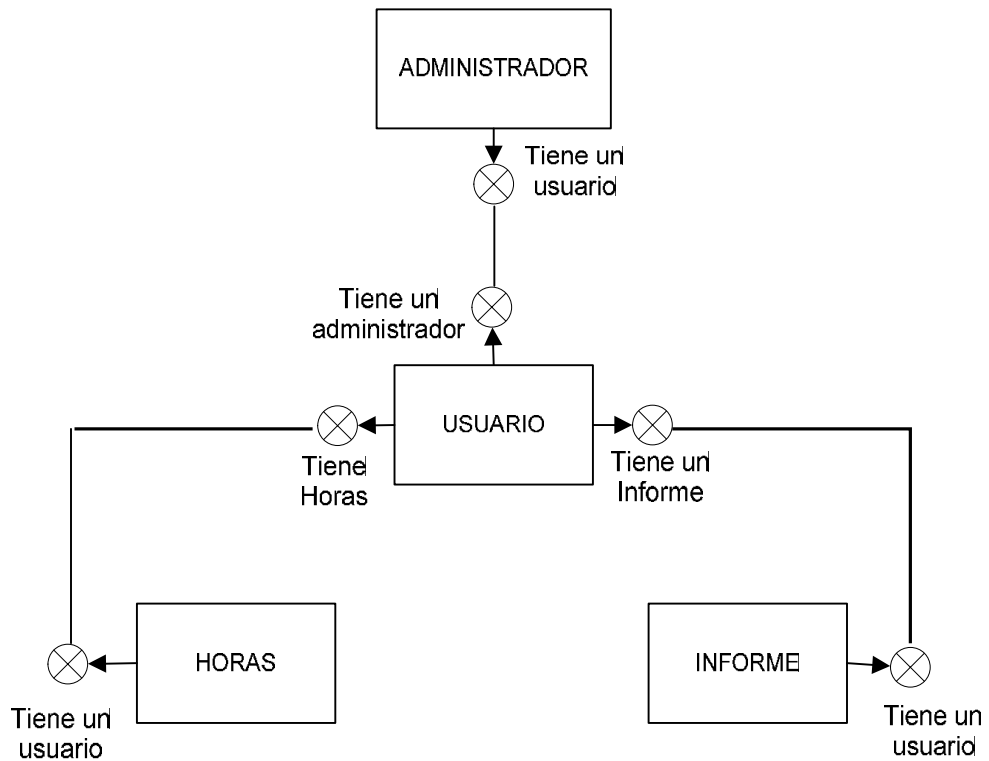 ADMINISTRADOR
Tiene un
usuario
Tiene un
administrador
USUARIO
Tiene
Horas
Tiene un
Informe
HORAS
INFORME
Tiene un
usuario
Tiene un
usuario